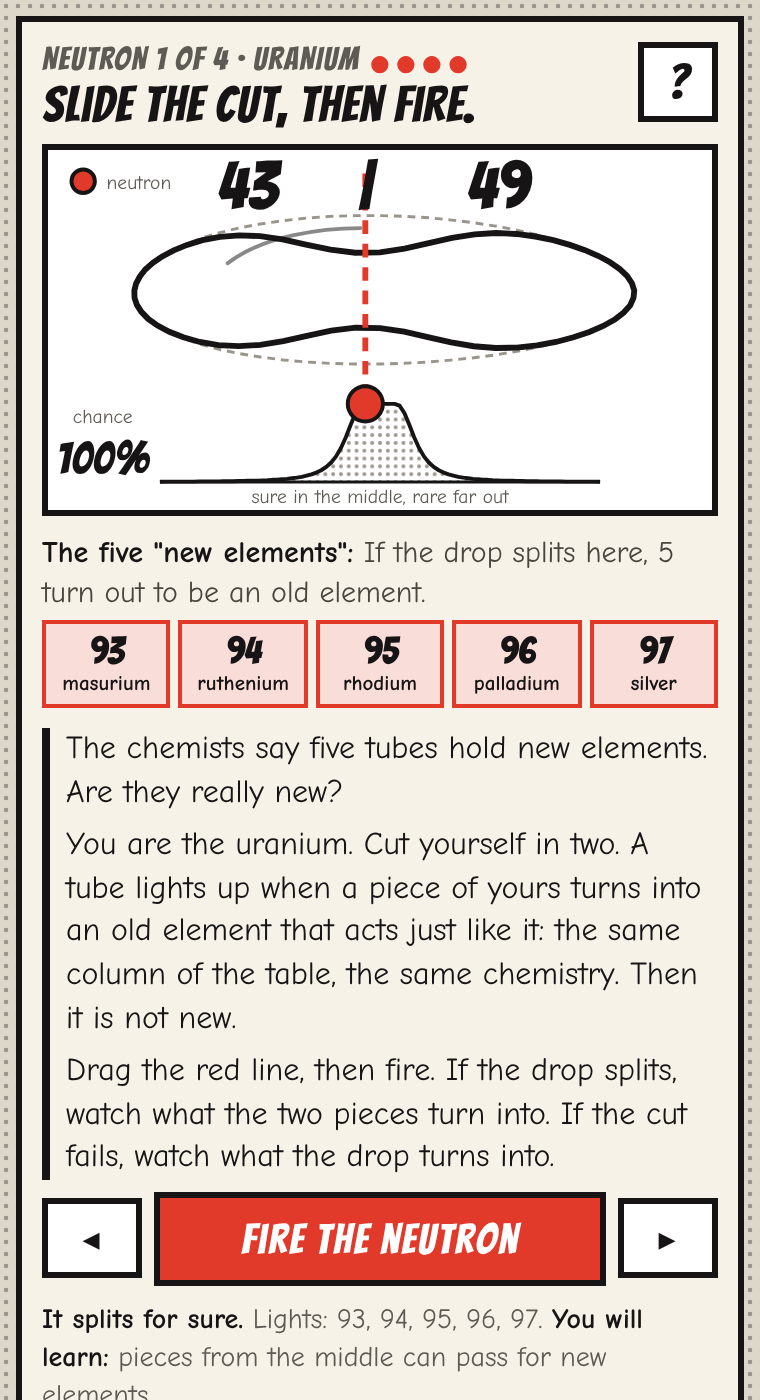 NEUTRON 1 OF 4 · URANIUM
SLIDE THE CUT, THEN FIRE.
?
neutron
43 / 49
chance
100%
sure in the middle, rare far out
The five "new elements": If the drop splits here, 5
turn out to be an old element.
93 94 95 96 97
masurium ruthenium rhodium palladium silver
The chemists say five tubes hold new elements.
Are they really new?
You are the uranium. Cut yourself in two. A
tube lights up when a piece of yours turns into
an old element that acts just like it: the same
column of the table, the same chemistry. Then
it is not new.
Drag the red line, then fire. If the drop splits,
watch what the two pieces turn into. If the cut
fails, watch what the drop turns into.
◄ FIRE THE NEUTRON ►
It splits for sure. Lights: 93, 94, 95, 96, 97. You will
learn: pieces from the middle can pass for new
elements